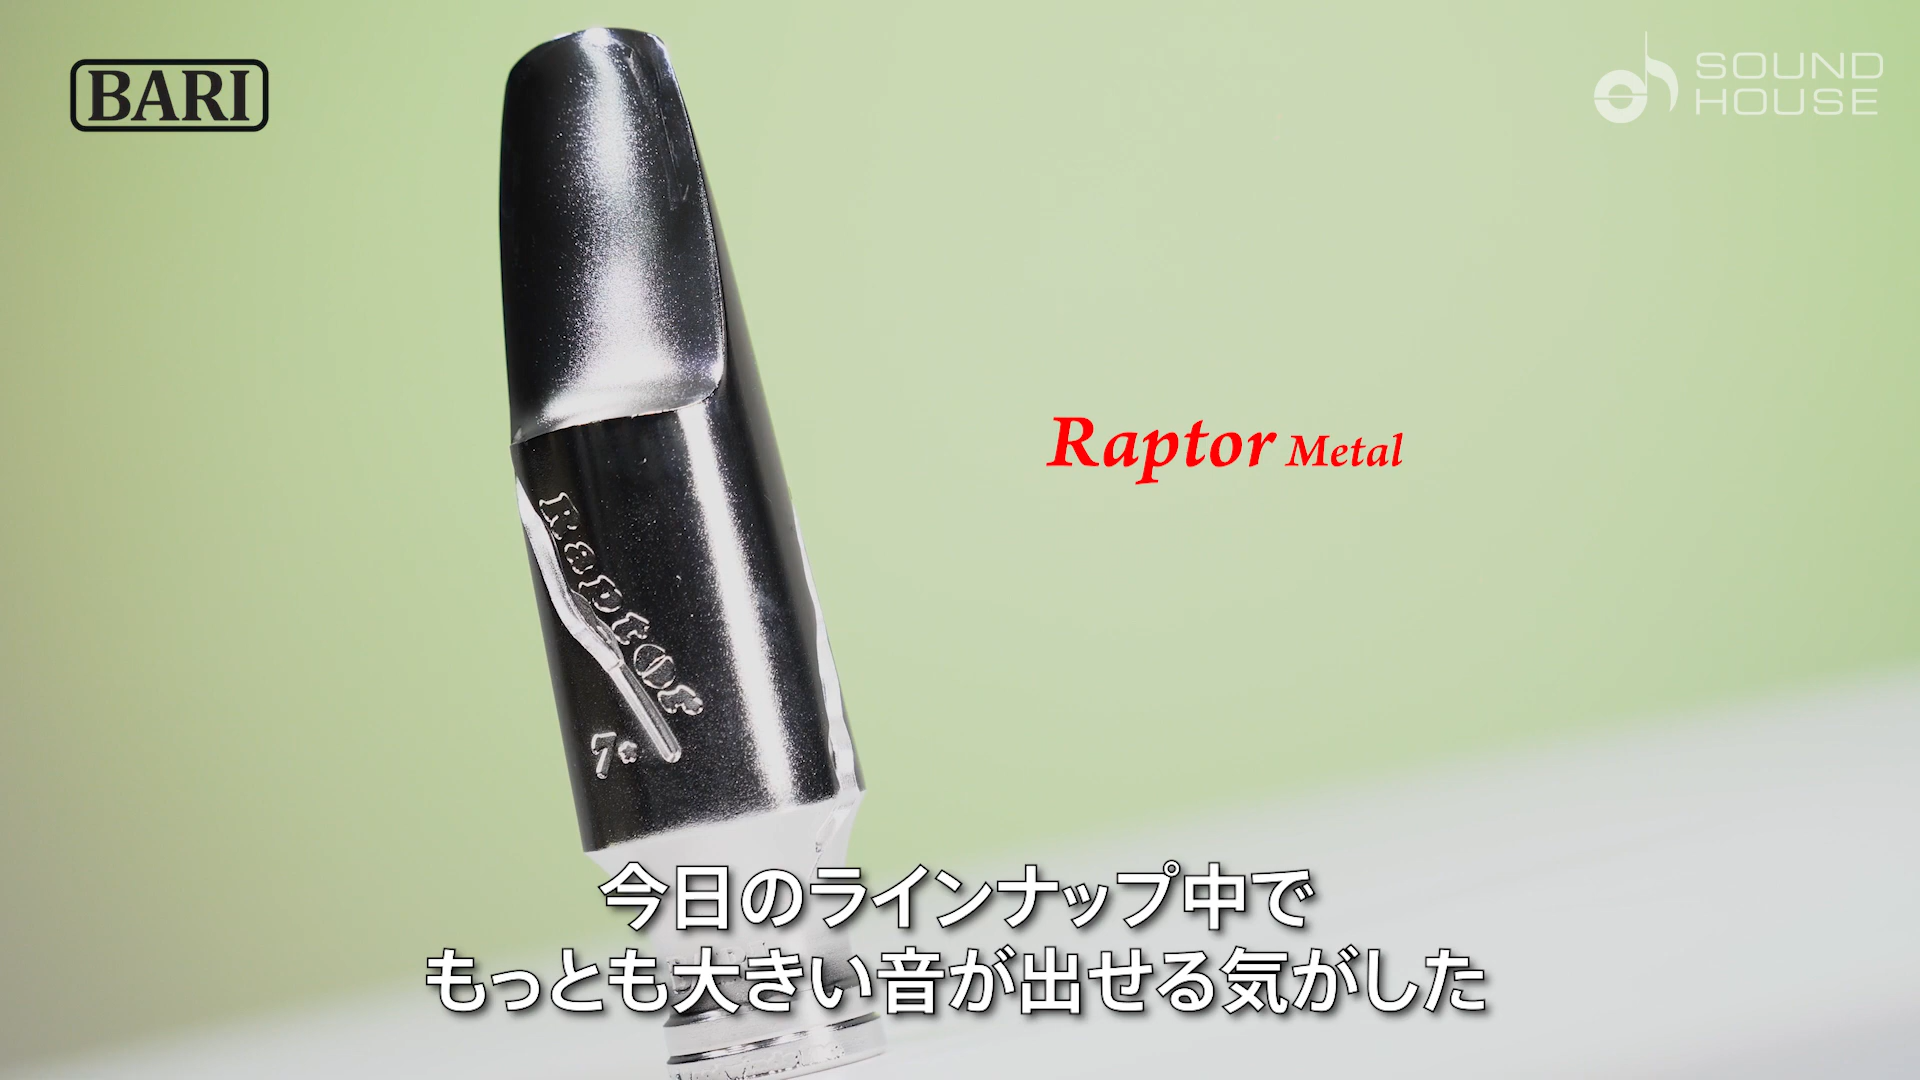 BARI
SOUND
HOUSE
Raptor Metal
Raptor
7*
今日のラインナップ中で
もっとも大きい音が出せる気がした